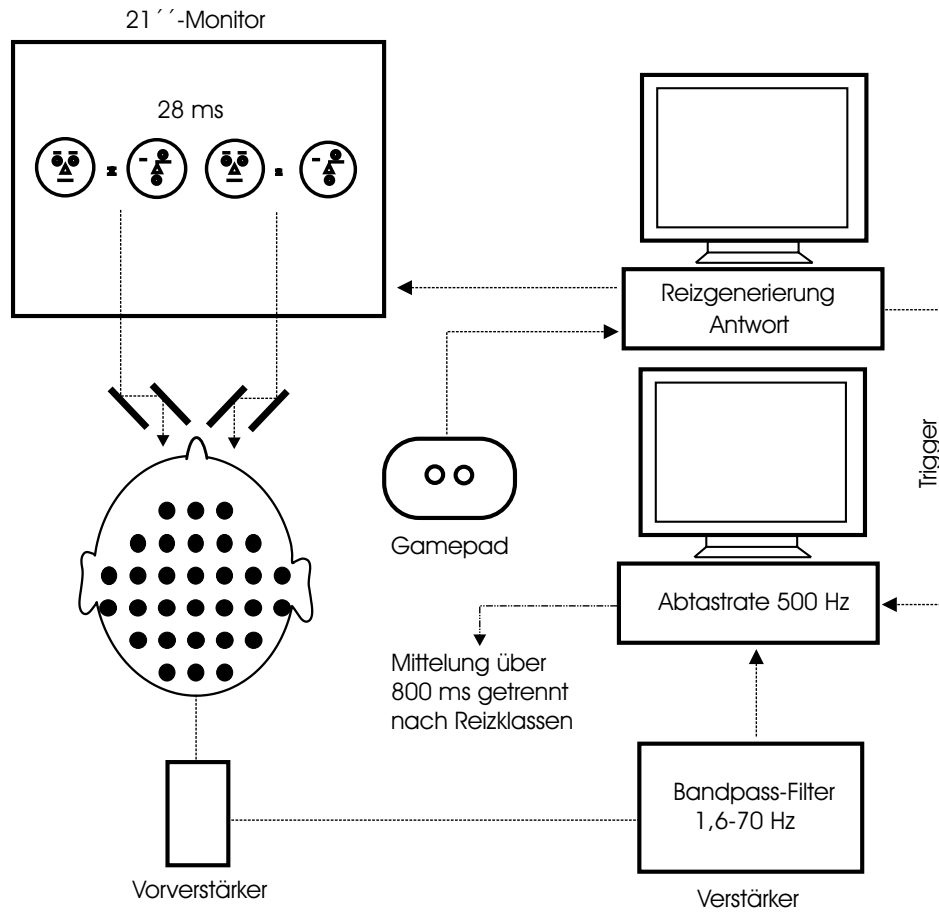 21´´-Monitor
28 ms
Reizgenerierung
Antwort
Trigger
Gamepad
Abtastrate 500 Hz
Mittelung über
800 ms getrennt
nach Reizklassen
Bandpass-Filter
1,6-70 Hz
Vorverstärker
Verstärker